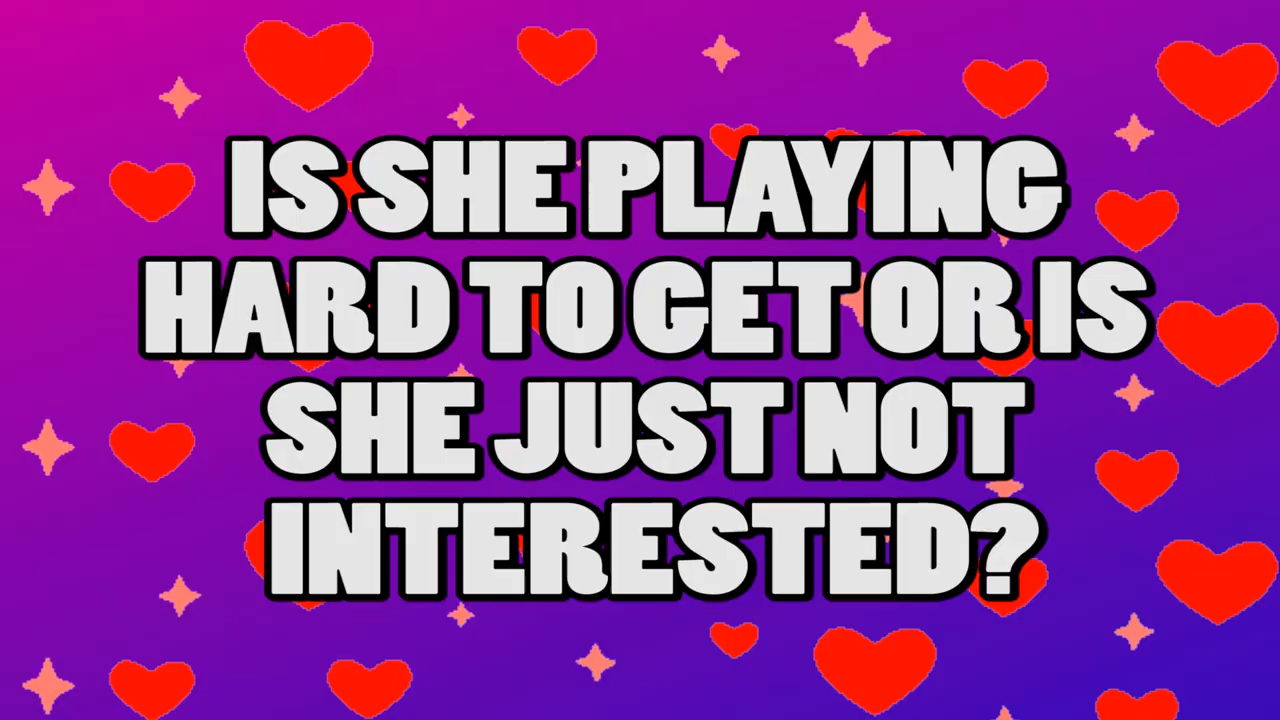 IS SHE PLAYING
HARD TO GET OR IS
SHE JUST NOT
INTERESTED?